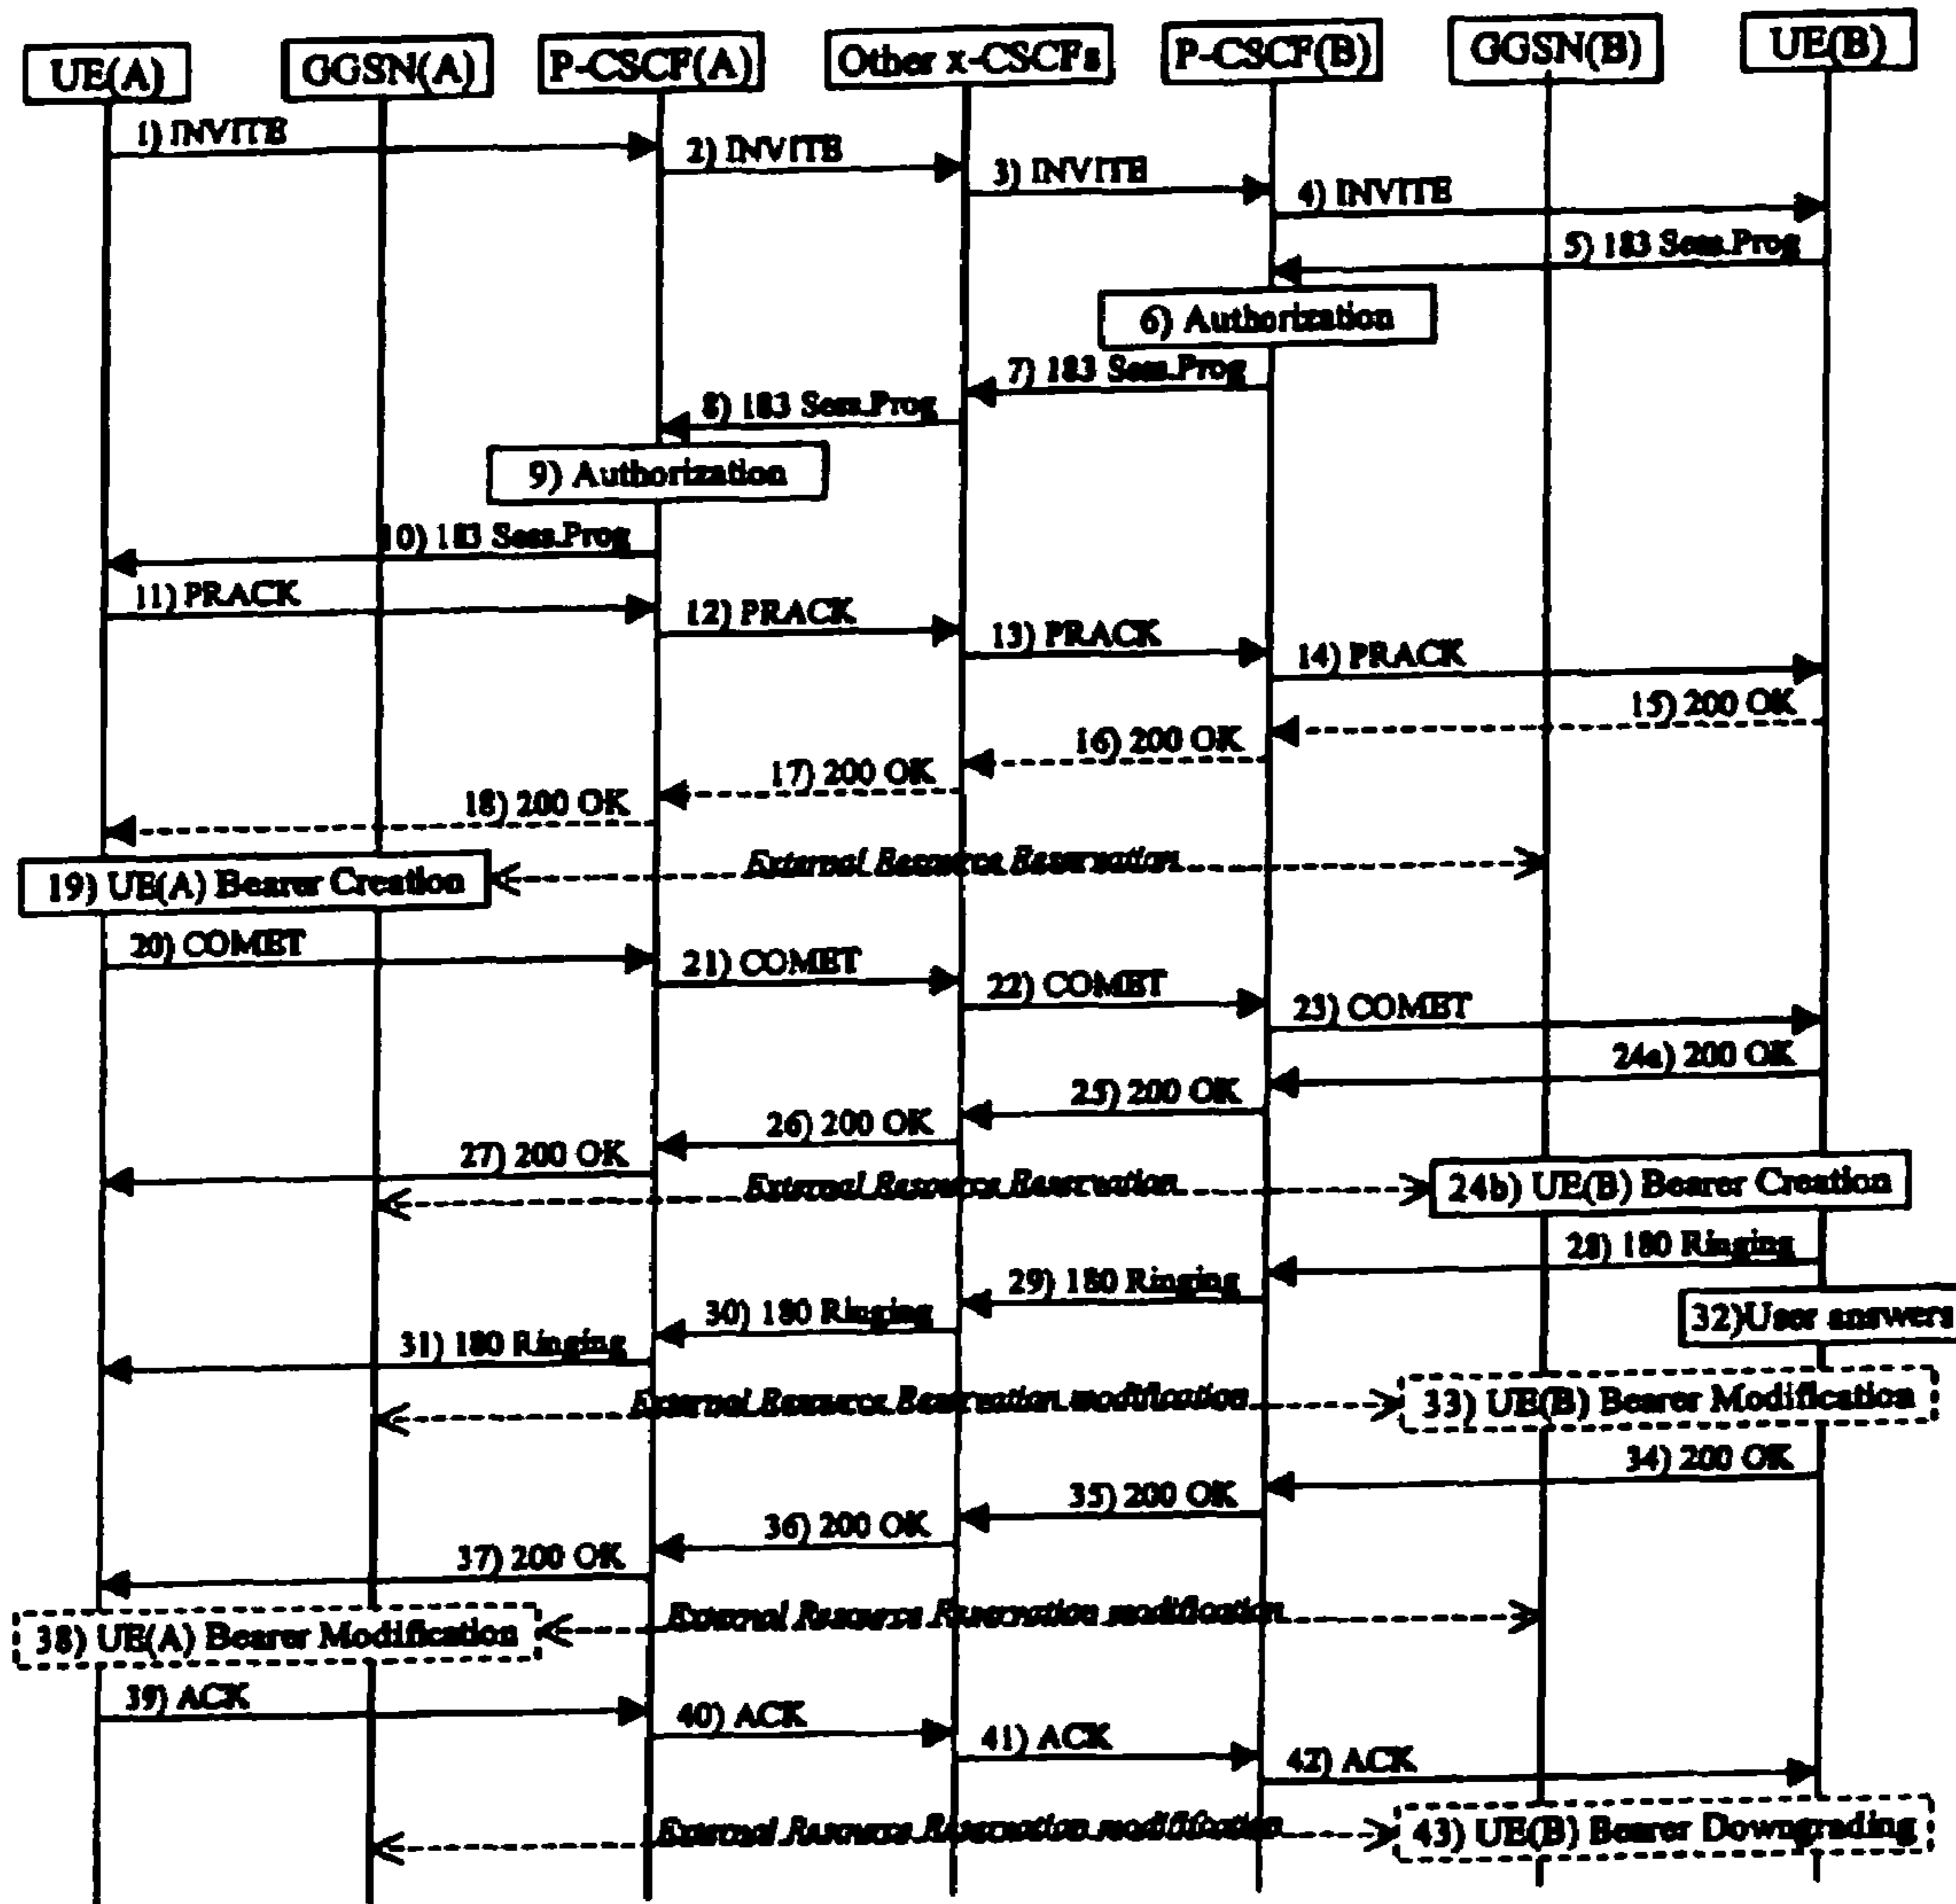 UE(A)
GGSN(A)
P-CSCF(A)
Other x-CSCFs
P-CSCF(B)
GGSN(B)
UE(B)
1) INVITE
2) INVITE
3) INVITE
4) INVITE
5) 183 Sess.Prog
6) Authorization
7) 183 Sess.Prog
8) 183 Sess.Prog
9) Authorization
10) 183 Sess.Prog
11) PRACK
12) PRACK
13) PRACK
14) PRACK
15) 200 OK
16) 200 OK
17) 200 OK
18) 200 OK
External Resource Reservation
19) UE(A) Bearer Creation
20) COMET
21) COMET
22) COMET
23) COMET
24a) 200 OK
25) 200 OK
26) 200 OK
27) 200 OK
External Resource Reservation
24b) UE(B) Bearer Creation
28) 180 Ringing
29) 180 Ringing
30) 180 Ringing
31) 180 Ringing
32)User answers
External Resource Reservation modification
33) UE(B) Bearer Modification
34) 200 OK
35) 200 OK
36) 200 OK
37) 200 OK
External Resource Reservation modification
38) UE(A) Bearer Modification
39) ACK
40) ACK
41) ACK
42) ACK
External Resource Reservation modification
43) UE(B) Bearer Downgrading